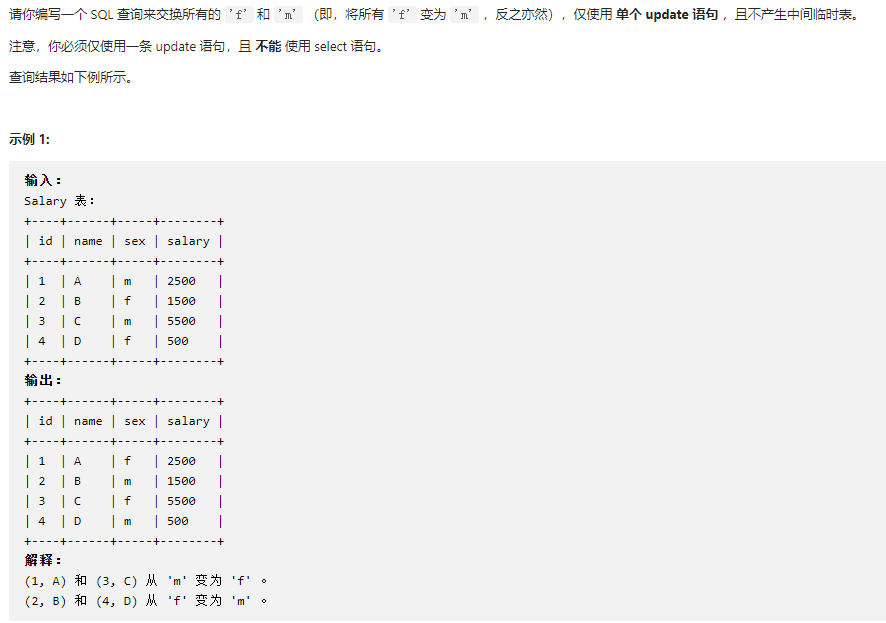 请你编写一个 SQL 查询来交换所有的 'f' 和 'm' （即，将所有 'f' 变为 'm' ，反之亦然），仅使用 单个 update 语句 ，且不产生中间临时表。
注意，你必须仅使用一条 update 语句，且 不能 使用 select 语句。
查询结果如下例所示。
示例 1:
输入：
Salary 表：
+----+------+-----+--------+
| id | name | sex | salary |
+----+------+-----+--------+
| 1  | A    | m   | 2500   |
| 2  | B    | f   | 1500   |
| 3  | C    | m   | 5500   |
| 4  | D    | f   | 500    |
+----+------+-----+--------+
输出：
+----+------+-----+--------+
| id | name | sex | salary |
+----+------+-----+--------+
| 1  | A    | f   | 2500   |
| 2  | B    | m   | 1500   |
| 3  | C    | f   | 5500   |
| 4  | D    | m   | 500    |
+----+------+-----+--------+
解释：
(1, A) 和 (3, C) 从 'm' 变为 'f' 。
(2, B) 和 (4, D) 从 'f' 变为 'm' 。